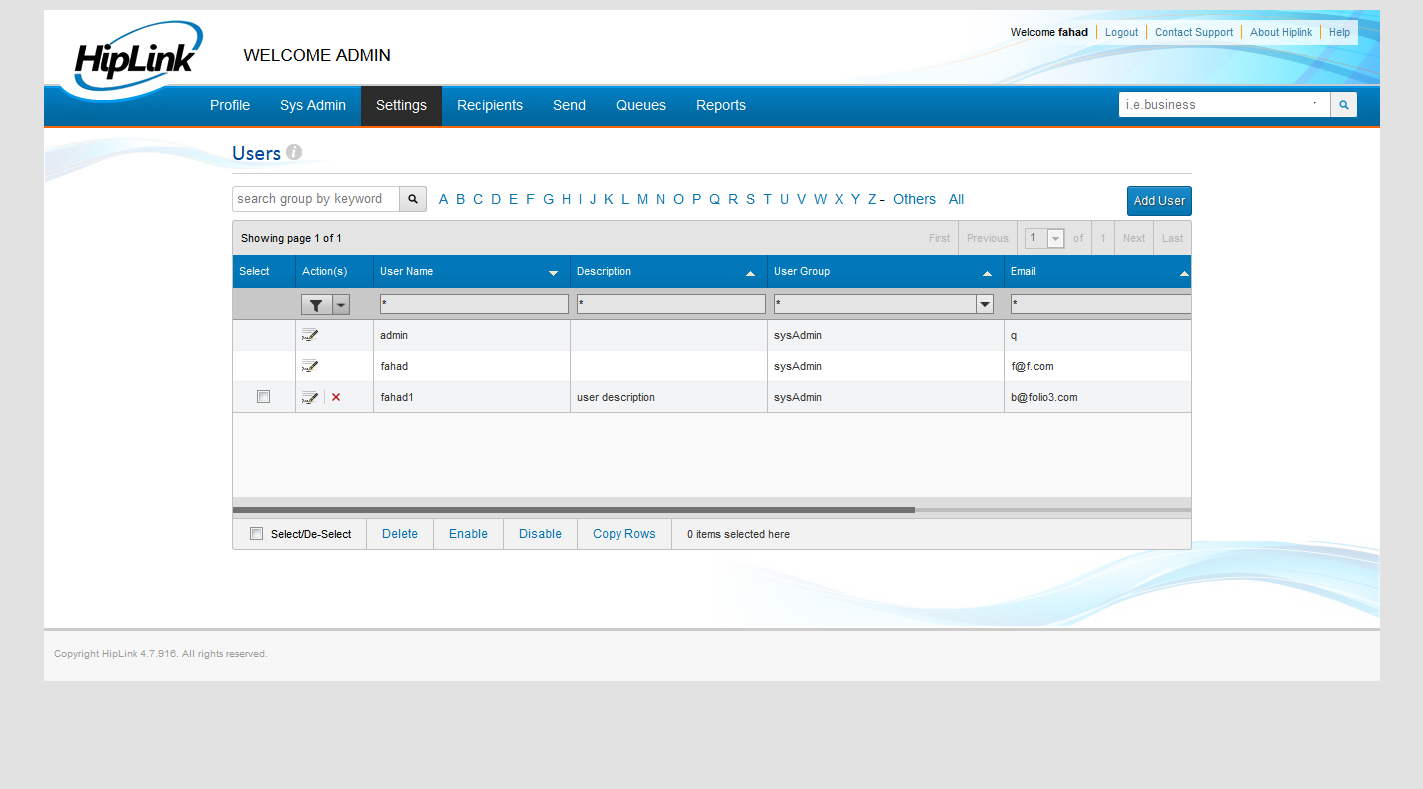 HipLink
WELCOME ADMIN
Welcome fahad Logout Contact Support About Hiplink Help
Profile Sys Admin Settings Recipients Send Queues Reports i.e.business
Users i
search group by keyword A B C D E F G H I J K L M N O P Q R S T U V W X Y Z - Others All Add User
Showing page 1 of 1 First Previous 1 of 1 Next Last
Select Action(s) User Name Description User Group Email
* * * *
admin sysAdmin q
fahad sysAdmin f@f.com
fahad1 user description sysAdmin b@folio3.com
Select/De-Select Delete Enable Disable Copy Rows 0 items selected here
Copyright HipLink 4.7.916. All rights reserved.